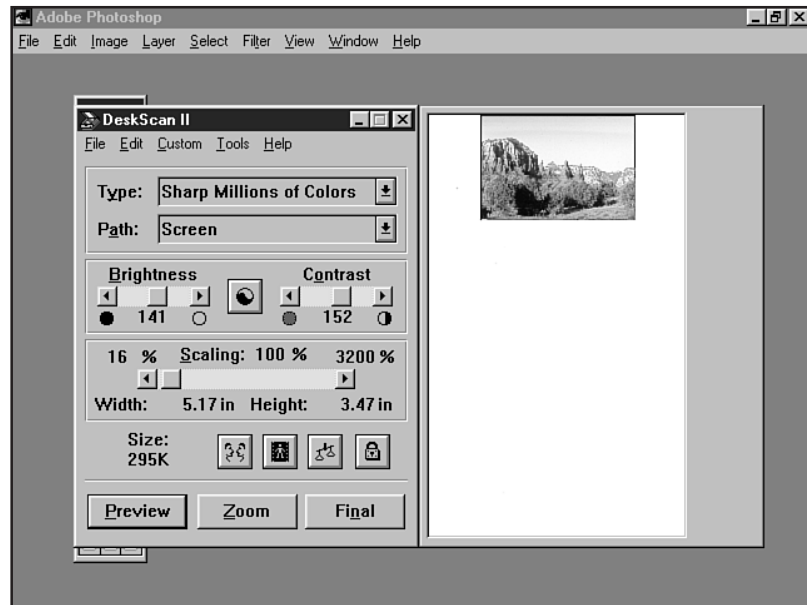 Adobe Photoshop
File Edit Image Layer Select Filter View Window Help
DeskScan II
File Edit Custom Tools Help
Type: Sharp Millions of Colors
Path: Screen
Brightness Contrast
141 152
16 % Scaling: 100 % 3200 %
Width: 5.17 in Height: 3.47 in
Size:
295K
Preview Zoom Final